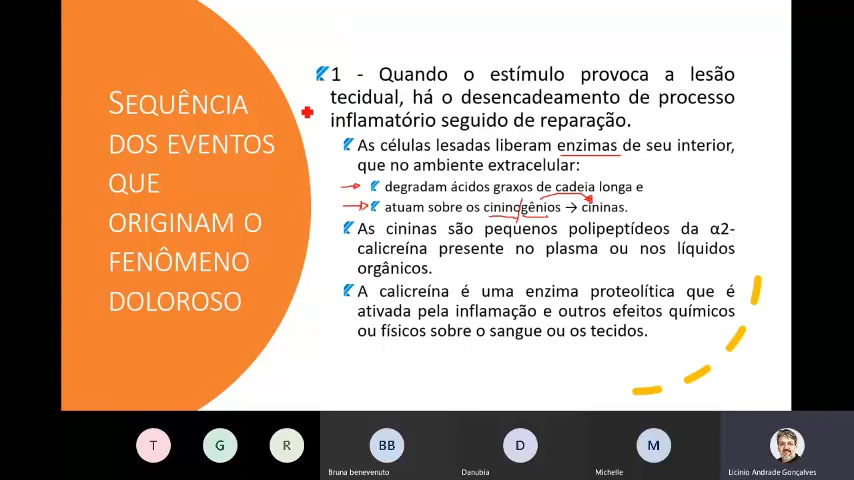 SEQUÊNCIA
DOS EVENTOS
QUE
ORIGINAM O
FENÔMENO
DOLOROSO
1 - Quando o estímulo provoca a lesão
tecidual, há o desencadeamento de processo
inflamatório seguido de reparação.
As células lesadas liberam enzimas de seu interior,
que no ambiente extracelular:
degradam ácidos graxos de cadeia longa e
atuam sobre os cininogênios → cininas.
As cininas são pequenos polipeptídeos da α2-
calicreína presente no plasma ou nos líquidos
orgânicos.
A calicreína é uma enzima proteolítica que é
ativada pela inflamação e outros efeitos químicos
ou físicos sobre o sangue ou os tecidos.
T G R BB D M
Bruna benevenuto Danubia Michelle Licinio Andrade Gonçalves